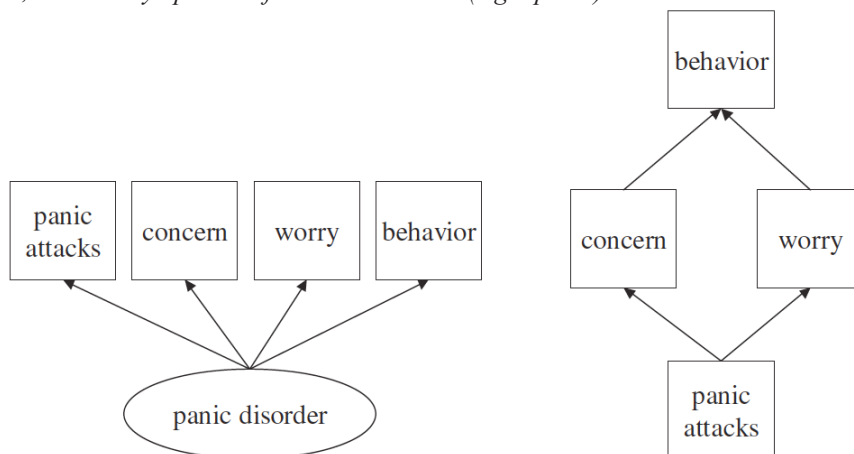 behavior
panic
attacks
concern
worry
behavior
concern
worry
panic disorder
panic
attacks